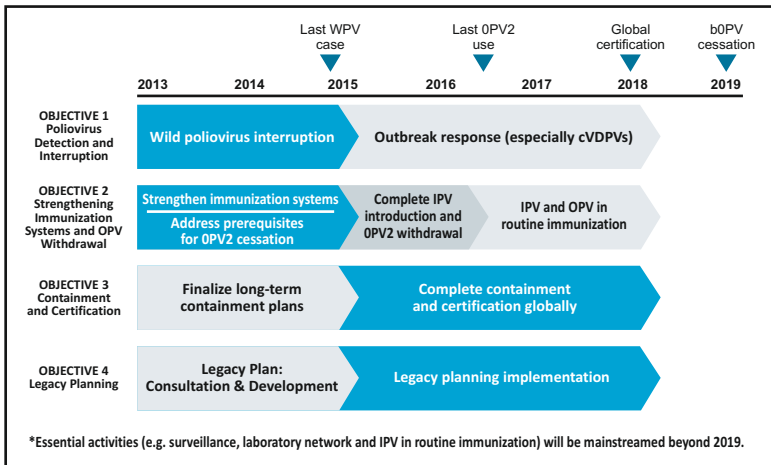 Last WPV
case
Last 0PV2
use
Global
certification
b0PV
cessation
2013 2014 2015 2016 2017 2018 2019
OBJECTIVE 1
Poliovirus
Detection and
Interruption
Wild poliovirus interruption
Outbreak response (especially cVDPVs)
OBJECTIVE 2
Strengthening
Immunization
Systems and OPV
Withdrawal
Strengthen immunization systems
Address prerequisites
for 0PV2 cessation
Complete IPV
introduction and
0PV2 withdrawal
IPV and OPV in
routine immunization
OBJECTIVE 3
Containment
and Certification
Finalize long-term
containment plans
Complete containment
and certification globally
OBJECTIVE 4
Legacy Planning
Legacy Plan:
Consultation & Development
Legacy planning implementation
*Essential activities (e.g. surveillance, laboratory network and IPV in routine immunization) will be mainstreamed beyond 2019.